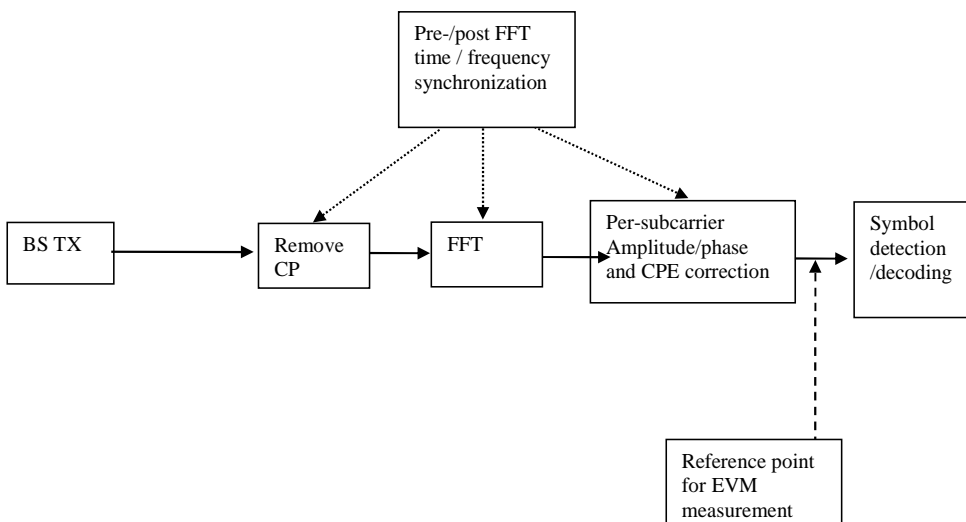 Pre-/post FFT
time / frequency
synchronization
BS TX
Remove
CP
FFT
Per-subcarrier
Amplitude/phase
and CPE correction
Symbol
detection
/decoding
Reference point
for EVM
measurement